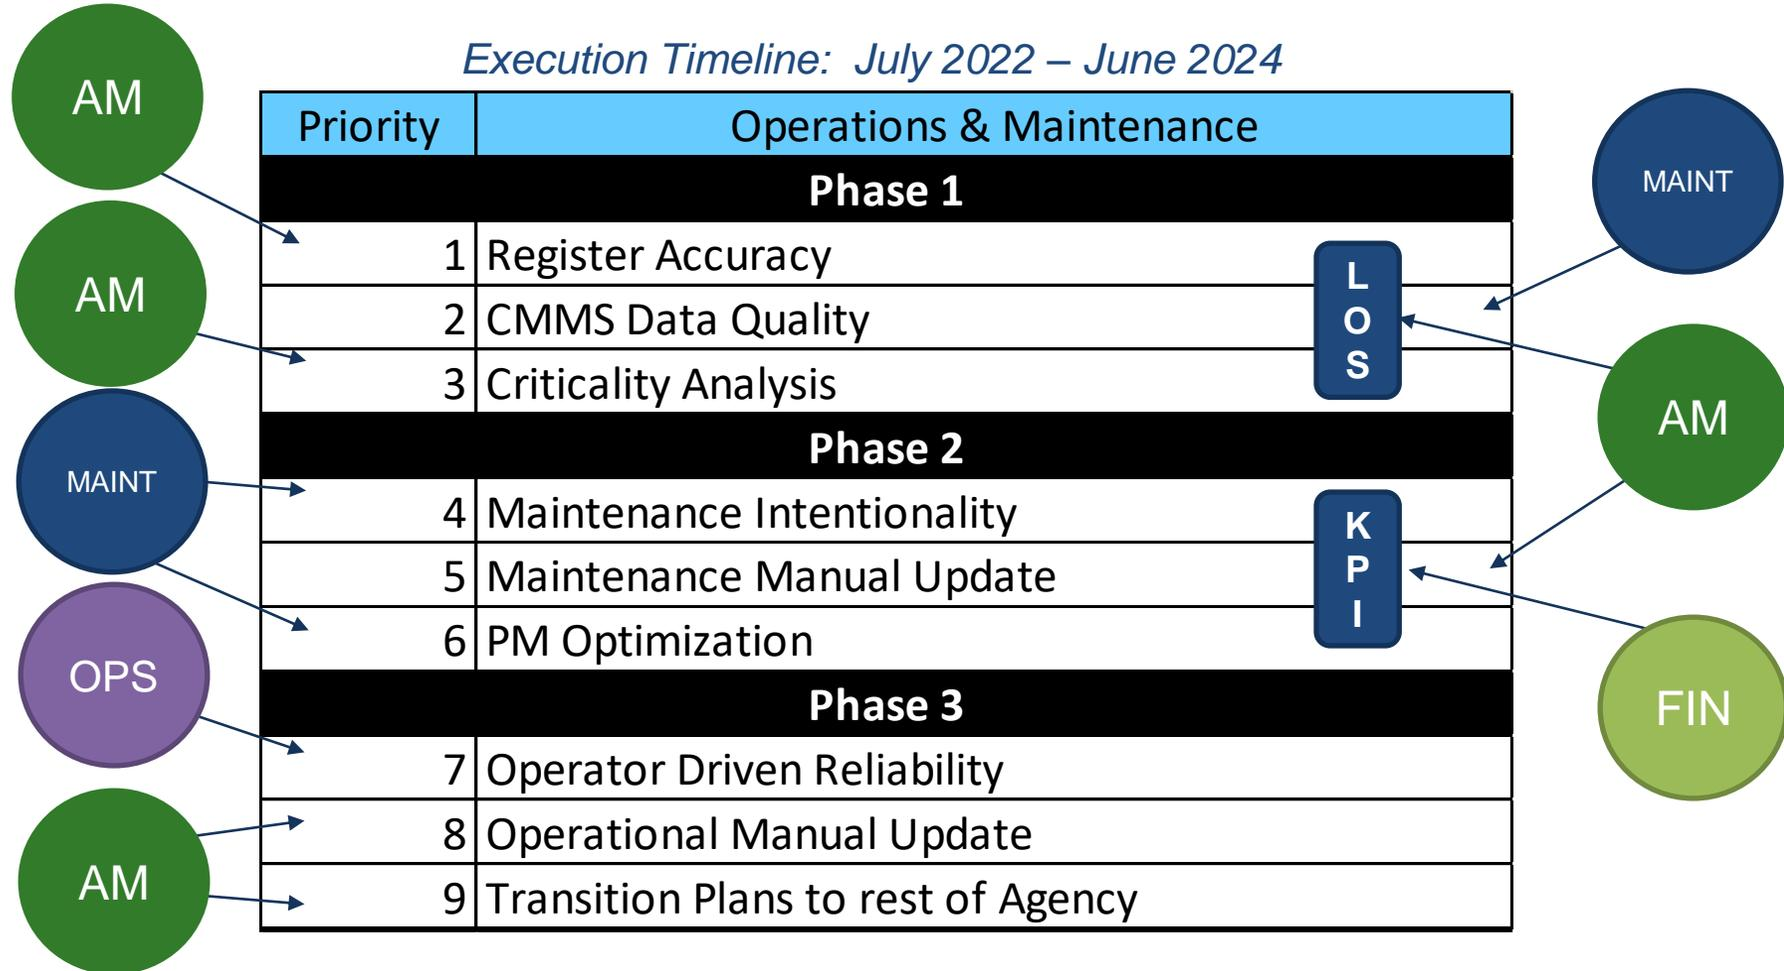 Execution Timeline: July 2022 – June 2024
Priority Operations & Maintenance
Phase 1
1 Register Accuracy
2 CMMS Data Quality
3 Criticality Analysis
Phase 2
4 Maintenance Intentionality
5 Maintenance Manual Update
6 PM Optimization
Phase 3
7 Operator Driven Reliability
8 Operational Manual Update
9 Transition Plans to rest of Agency
AM
AM
MAINT
OPS
AM
L
O
S
K
P
I
MAINT
AM
FIN